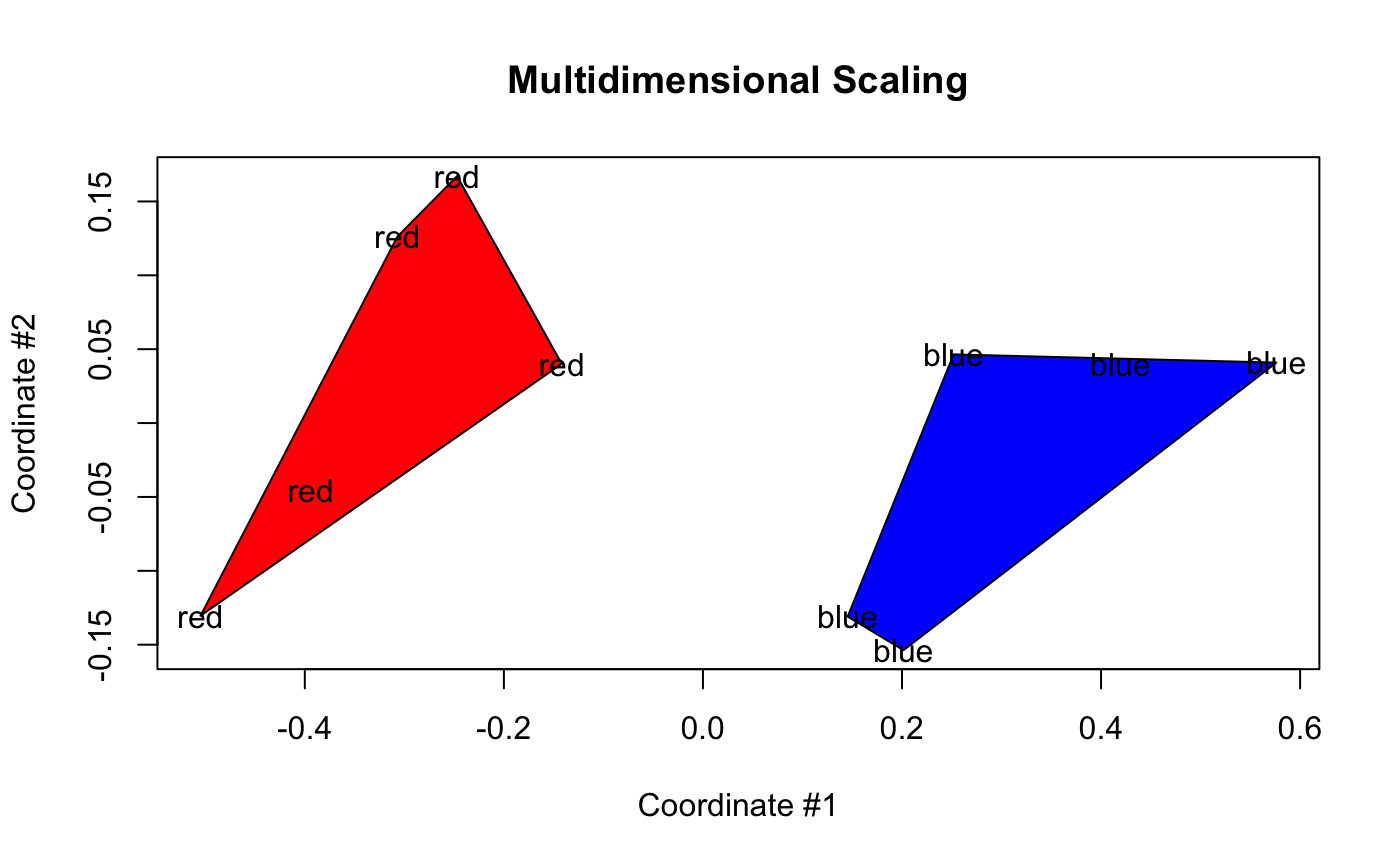 Multidimensional Scaling
red
red
red
red
red
blue
blue
blue
blue
blue
0.15
0.05
-0.05
-0.15
Coordinate #2
-0.4
-0.2
0.0
0.2
0.4
0.6
Coordinate #1